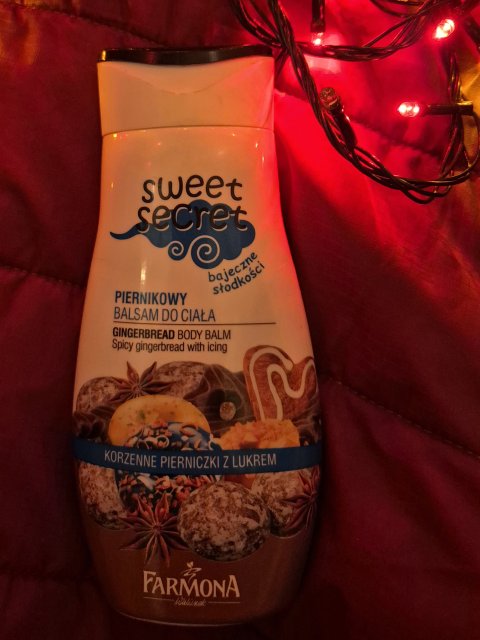 sweet
secret
bajeczne
słodkości
PIERNIKOWY
BALSAM DO CIAŁA
GINGERBREAD BODY BALM
Spicy gingerbread with icing
KORZENNE PIERNICZKI Z LUKREM
FARMONA